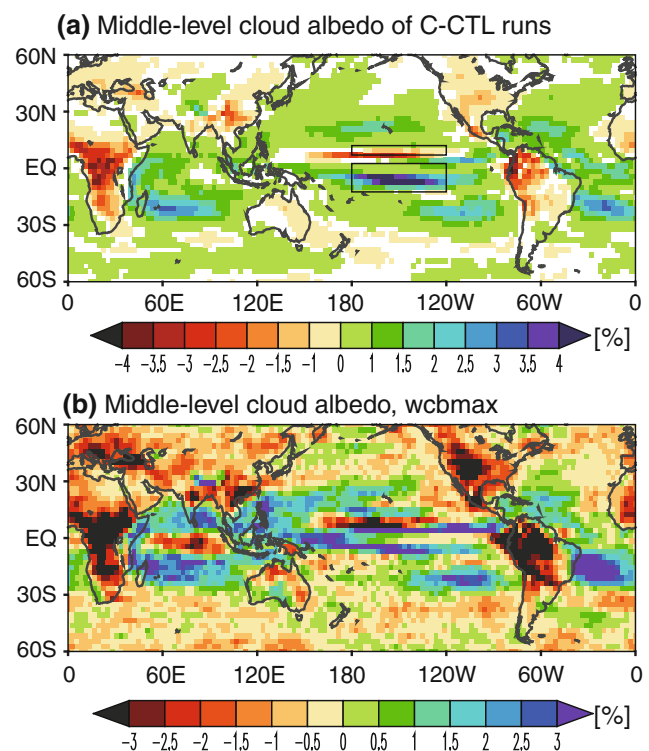 (a) Middle-level cloud albedo of C-CTL runs
60N
30N
EQ
30S
60S
0 60E 120E 180 120W 60W 0
[%]
-4 -3.5 -3 -2.5 -2 -1.5 -1 0 1 1.5 2 2.5 3 3.5 4
(b) Middle-level cloud albedo, wcbmax
60N
30N
EQ
30S
60S
0 60E 120E 180 120W 60W 0
[%]
-3 -2.5 -2 -1.5 -1 -0.5 0 0.5 1 1.5 2 2.5 3